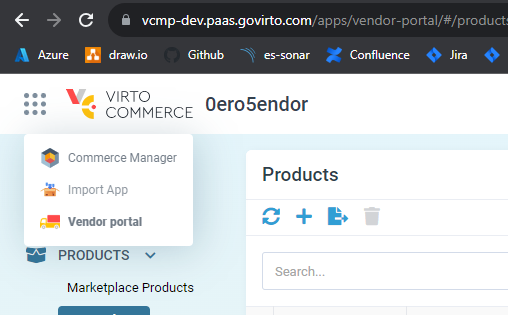 vcmp-dev.paas.govirto.com/apps/vendor-portal/#/products
Azure draw.io Github es-sonar Confluence Jira
VIRTO
COMMERCE
0ero5endor
Commerce Manager
Import App
Vendor portal
PRODUCTS
Marketplace Products
Products
Search...